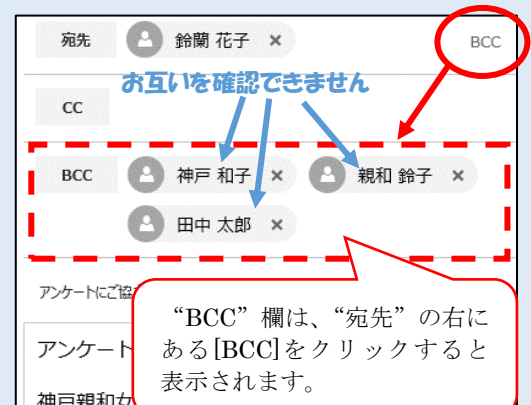 宛先 鈴蘭 花子 × BCC
お互いを確認できません
CC
BCC 神戸 和子 × 親和 鈴子 ×
田中 太郎 ×
アンケートにご協
“BCC”欄は、“宛先”の右に
ある[BCC]をクリックすると
表示されます。
アンケート
神戸親和女